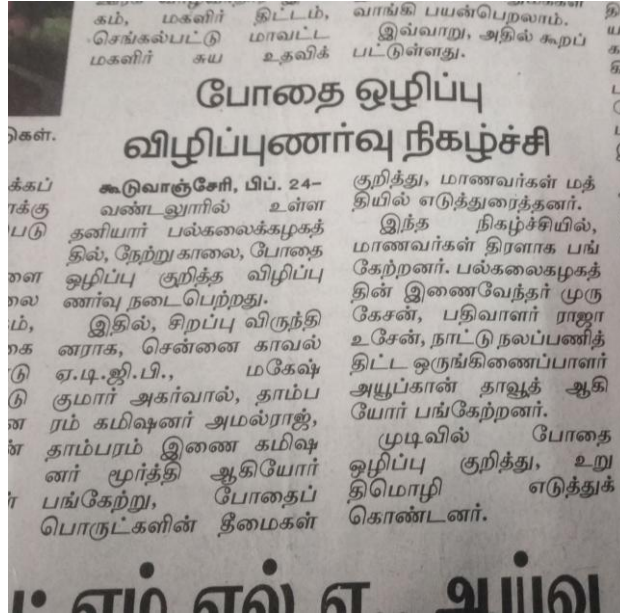 கம், மகளிர் திட்டம்,
செங்கல்பட்டு மாவட்ட
மகளிர் சுய உதவிக்
வாங்கி பயன்பெறலாம்.
இவ்வாறு, அதில் கூறப்
பட்டுள்ளது.
போதை ஒழிப்பு
விழிப்புணர்வு நிகழ்ச்சி
கூடுவாஞ்சேரி, பிப். 24–
வண்டலூரில் உள்ள
தனியார் பல்கலைக்கழகத்
தில், நேற்று காலை, போதை
ஒழிப்பு குறித்த விழிப்பு
ணர்வு நடைபெற்றது.
இதில், சிறப்பு விருந்தி
னராக, சென்னை காவல்
ஏ.டி.ஜி.பி., மகேஷ்
குமார் அகர்வால், தாம்ப
ரம் கமிஷனர் அமல்ராஜ்,
தாம்பரம் இணை கமிஷ
னர் மூர்த்தி ஆகியோர்
பங்கேற்று, போதைப்
பொருட்களின் தீமைகள்
குறித்து, மாணவர்கள் மத்
தியில் எடுத்துரைத்தனர்.
இந்த நிகழ்ச்சியில்,
மாணவர்கள் திரளாக பங்
கேற்றனர். பல்கலைகழகத்
தின் இணைவேந்தர் முரு
கேசன், பதிவாளர் ராஜா
உசேன், நாட்டு நலப்பணித்
திட்ட ஒருங்கிணைப்பாளர்
அயூப்கான் தாவூத் ஆகி
யோர் பங்கேற்றனர்.
முடிவில் போதை
ஒழிப்பு குறித்து, உறு
திமொழி எடுத்துக்
கொண்டனர்.
எம் எல் ஏ ஆய்வு